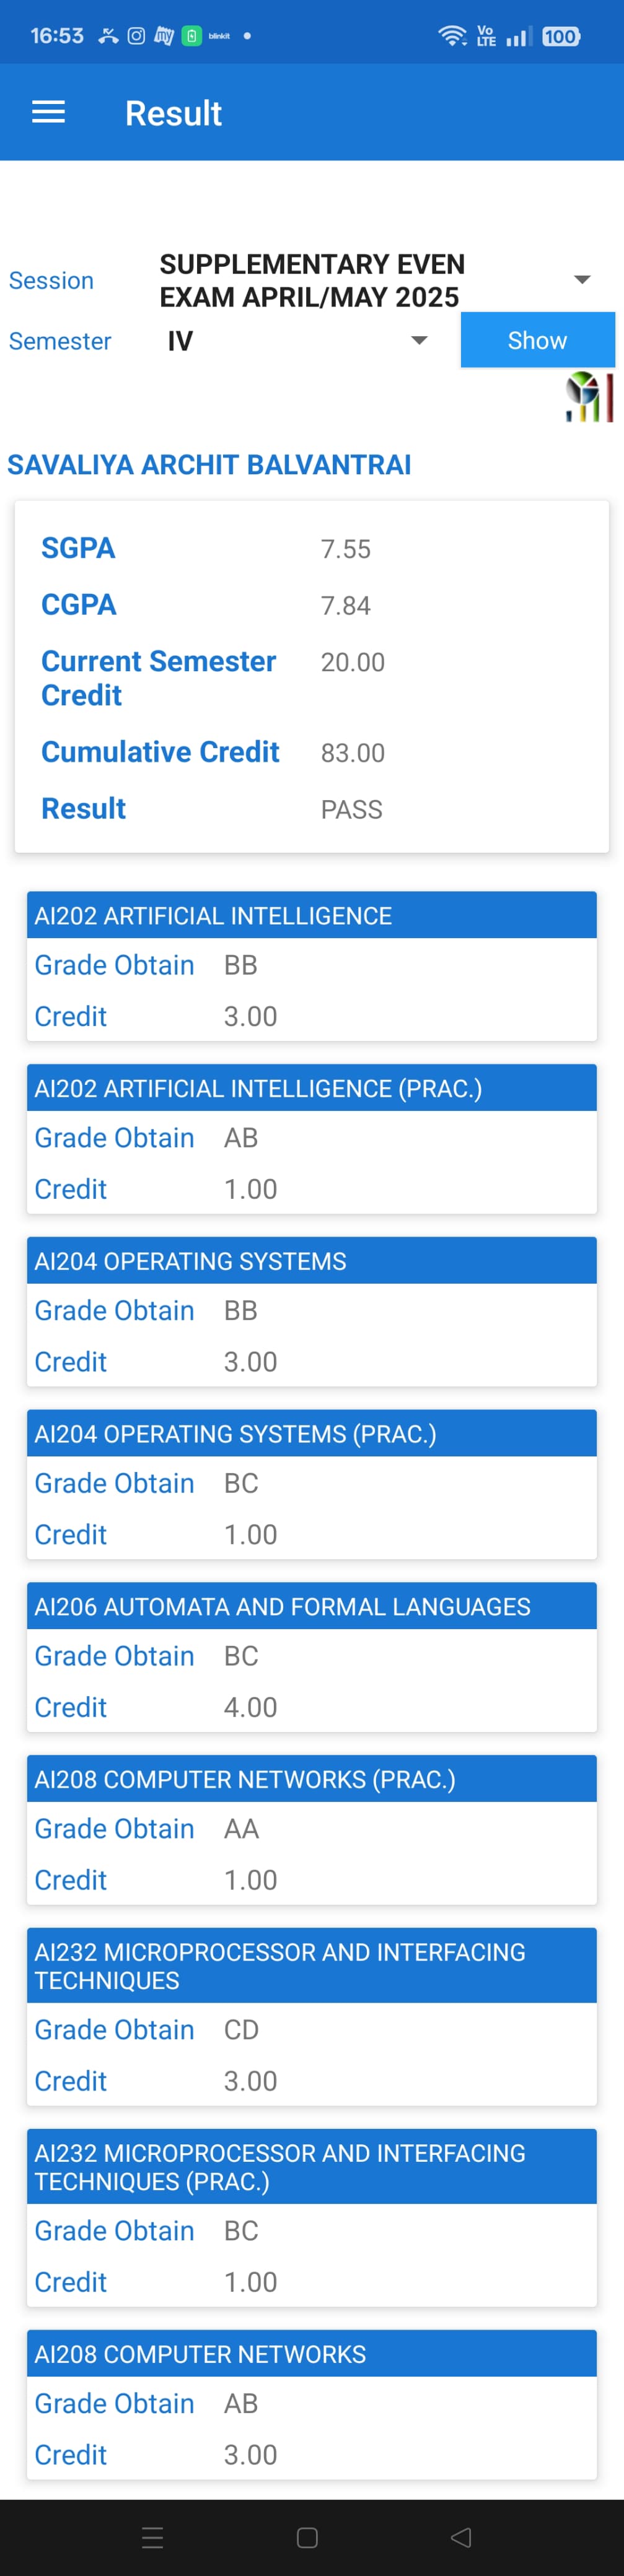 16:53 my blinkit Vo LTE 100
Result
Session SUPPLEMENTARY EVEN
EXAM APRIL/MAY 2025
Semester IV Show
SAVALIYA ARCHIT BALVANTRAI
SGPA 7.55
CGPA 7.84
Current Semester 20.00
Credit
Cumulative Credit 83.00
Result PASS
AI202 ARTIFICIAL INTELLIGENCE
Grade Obtain BB
Credit 3.00
AI202 ARTIFICIAL INTELLIGENCE (PRAC.)
Grade Obtain AB
Credit 1.00
AI204 OPERATING SYSTEMS
Grade Obtain BB
Credit 3.00
AI204 OPERATING SYSTEMS (PRAC.)
Grade Obtain BC
Credit 1.00
AI206 AUTOMATA AND FORMAL LANGUAGES
Grade Obtain BC
Credit 4.00
AI208 COMPUTER NETWORKS (PRAC.)
Grade Obtain AA
Credit 1.00
AI232 MICROPROCESSOR AND INTERFACING
TECHNIQUES
Grade Obtain CD
Credit 3.00
AI232 MICROPROCESSOR AND INTERFACING
TECHNIQUES (PRAC.)
Grade Obtain BC
Credit 1.00
AI208 COMPUTER NETWORKS
Grade Obtain AB
Credit 3.00